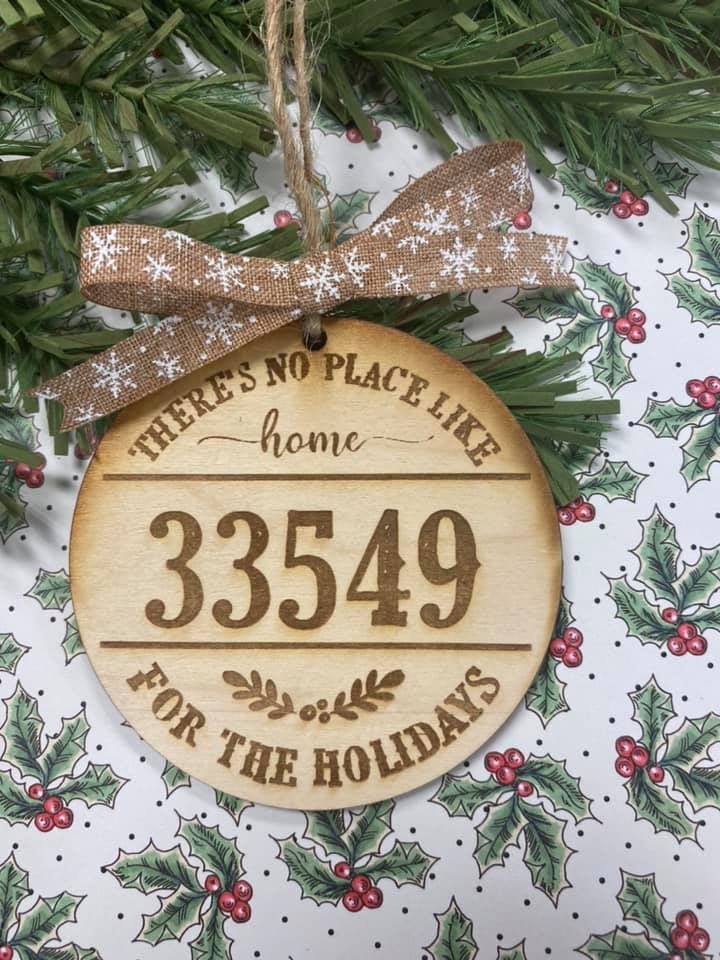 THERE'S NO PLACE LIKE
home
33549
FOR THE HOLIDAYS